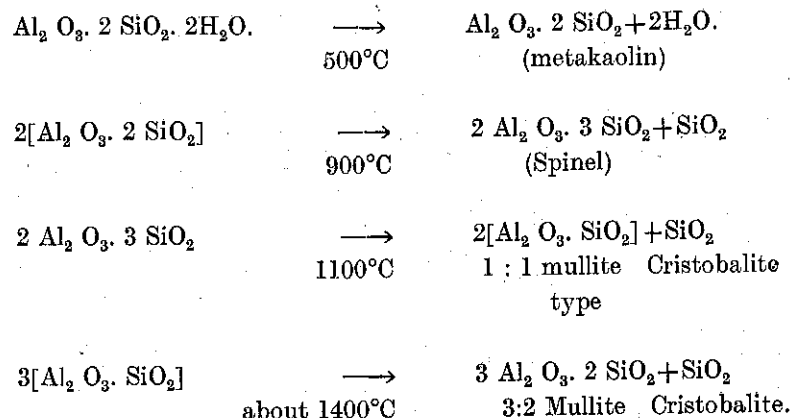 Al₂ O₃. 2 SiO₂. 2H₂O. ⟶ Al₂ O₃. 2 SiO₂+2H₂O.
500°C (metakaolin)
2[Al₂ O₃. 2 SiO₂] ⟶ 2 Al₂ O₃. 3 SiO₂+SiO₂
900°C (Spinel)
2 Al₂ O₃. 3 SiO₂ ⟶ 2[Al₂ O₃. SiO₂]+SiO₂
1100°C 1 : 1 mullite Cristobalite
type
3[Al₂ O₃. SiO₂] ⟶ 3 Al₂ O₃. 2 SiO₂+SiO₂
about 1400°C 3:2 Mullite Cristobalite.